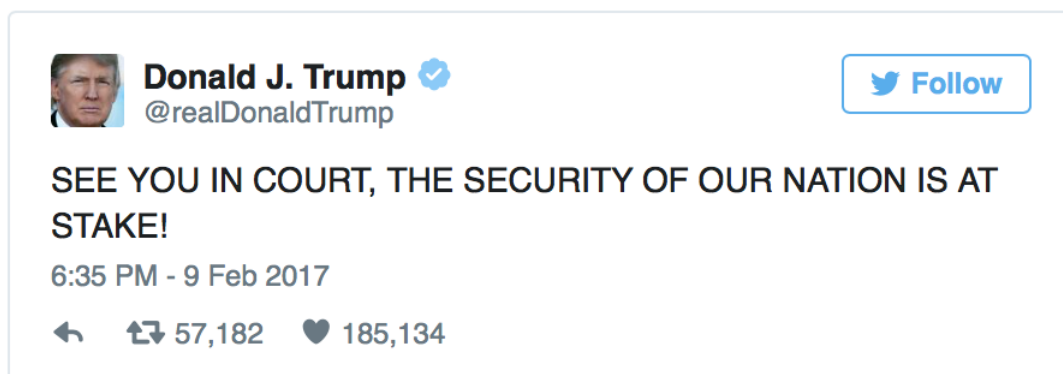 Donald J. Trump
@realDonaldTrump
Follow
SEE YOU IN COURT, THE SECURITY OF OUR NATION IS AT
STAKE!
6:35 PM - 9 Feb 2017
57,182 185,134